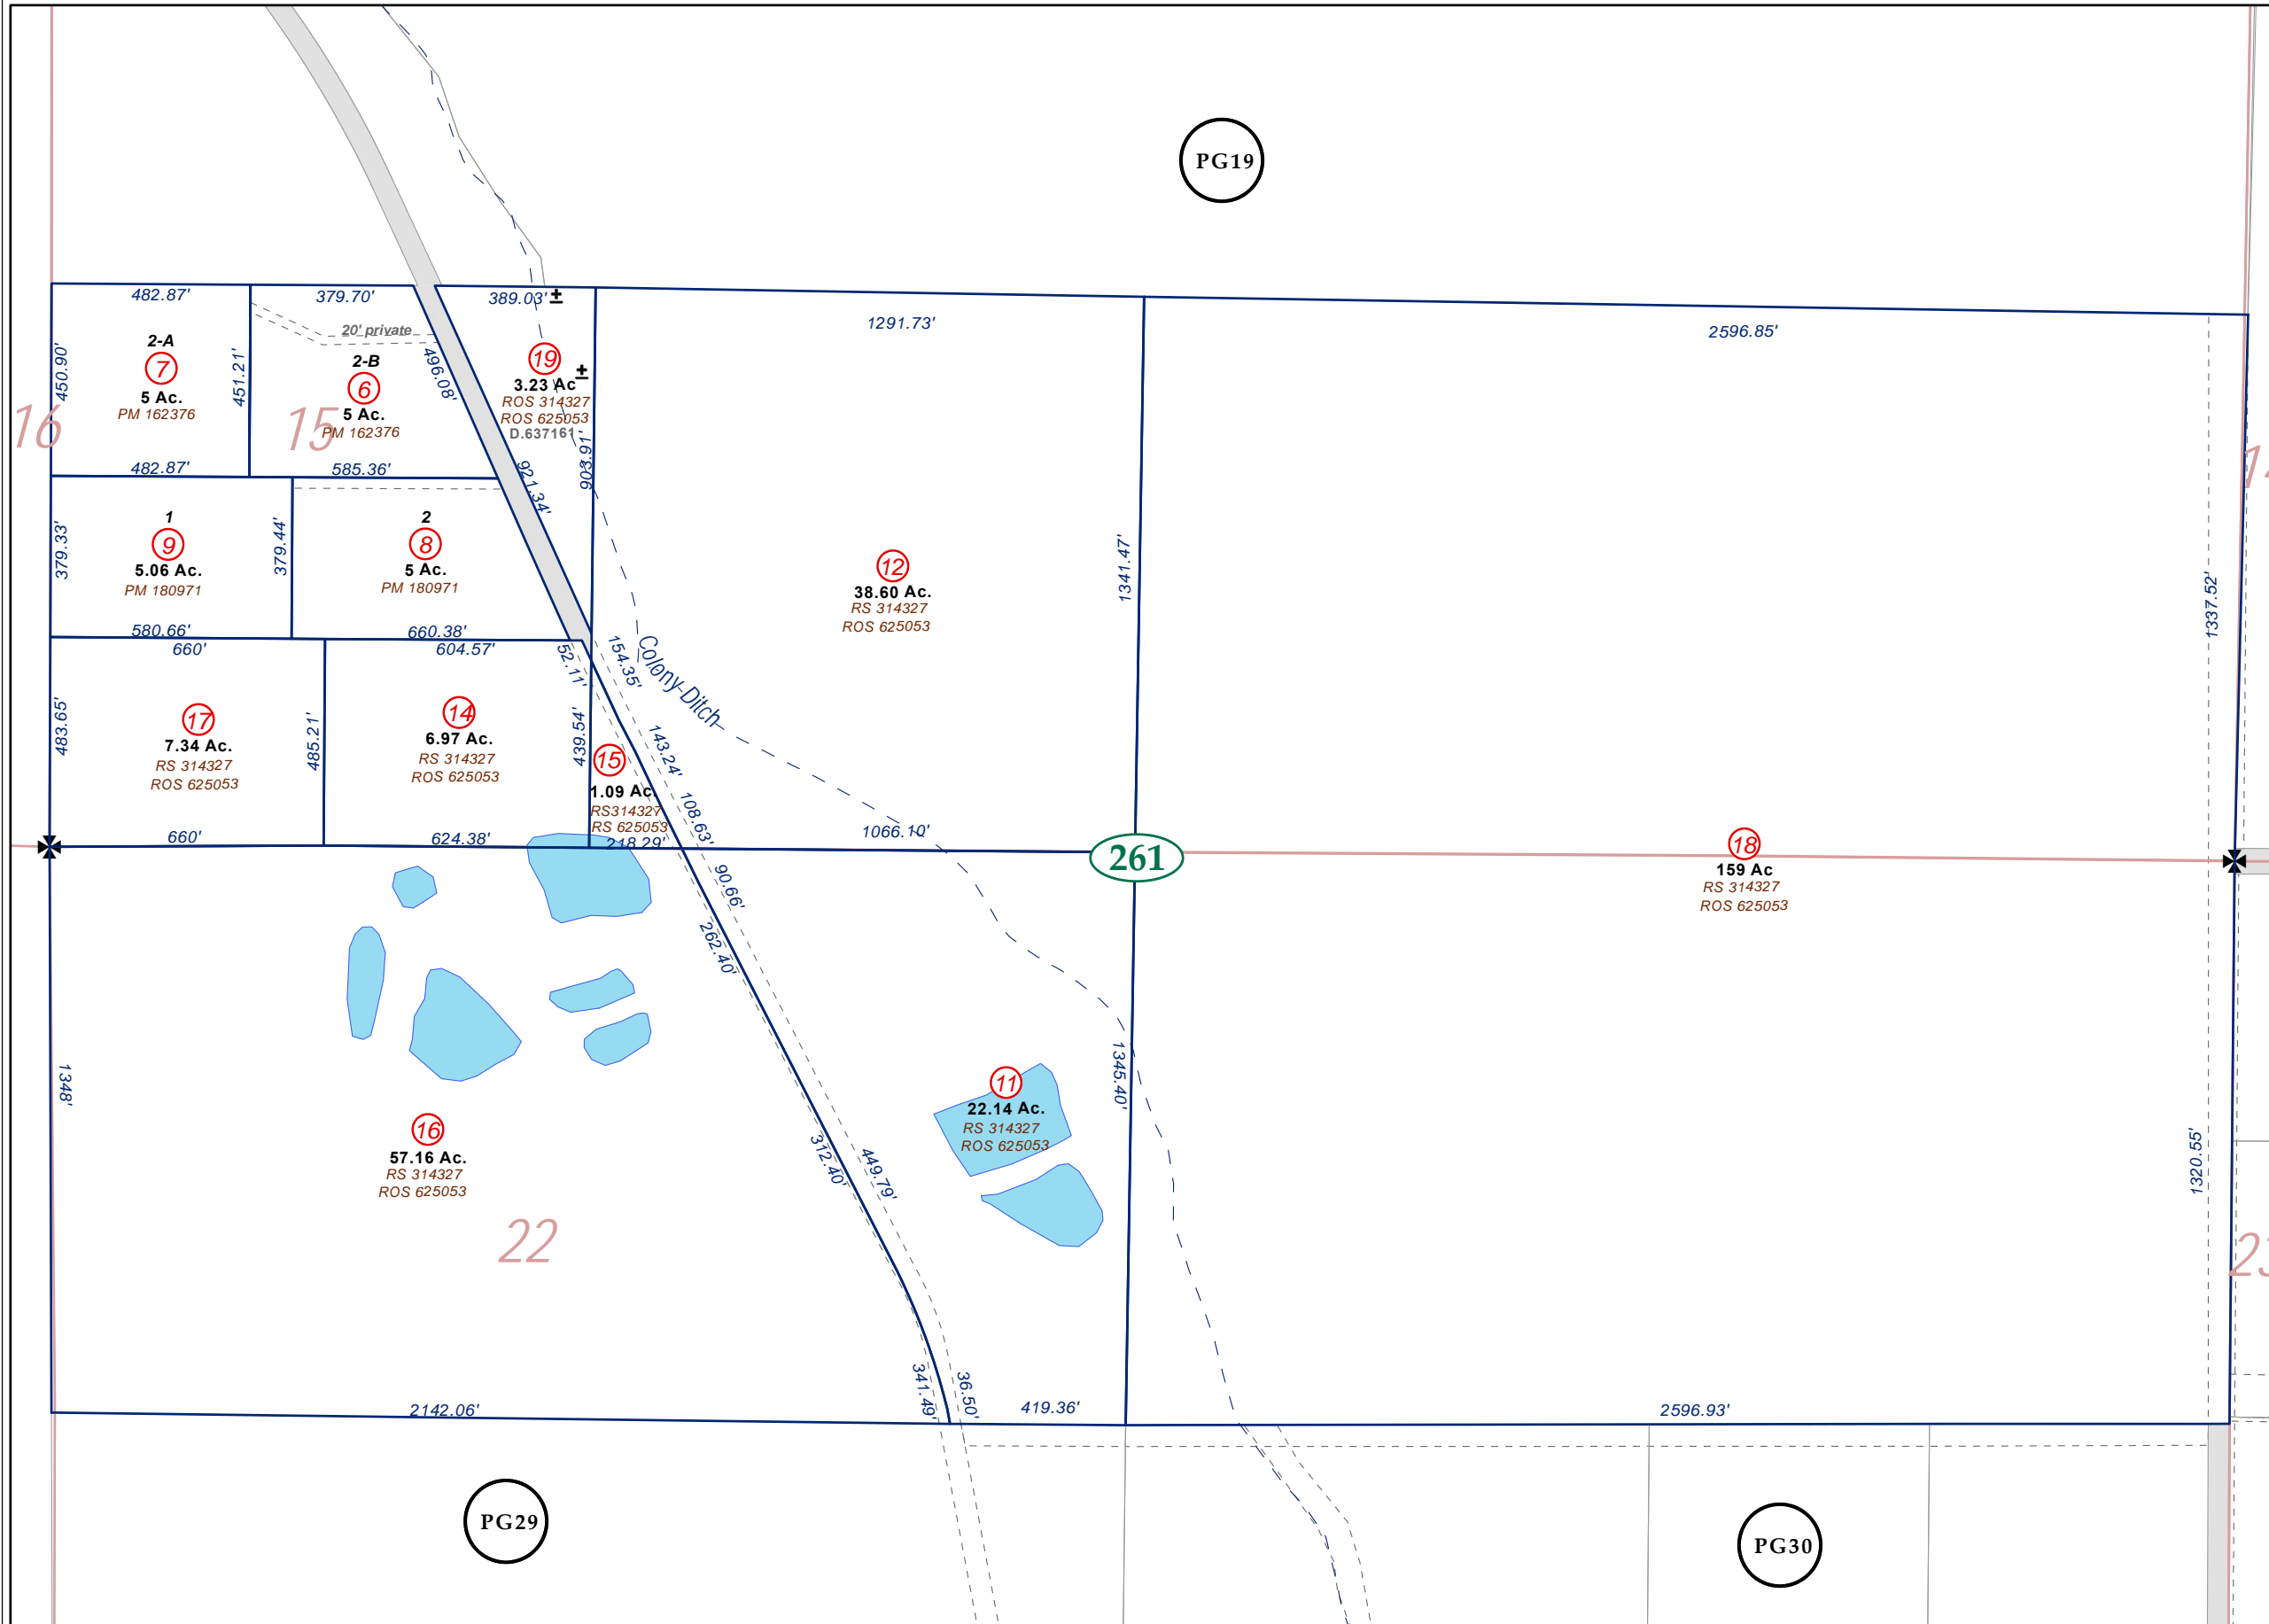 PG19
482.87'
379.70'
389.03' ±
1291.73'
2596.85'
20' private
2-A
7
5 Ac.
PM 162376
450.90'
451.21'
2-B
6
5 Ac.
PM 162376
496.08'
19
3.23 Ac ±
ROS 314327
ROS 625053
D.637161
903.91'
921.34'
16
15
14
482.87'
585.36'
1
9
5.06 Ac.
PM 180971
379.33'
379.44'
2
8
5 Ac.
PM 180971
12
38.60 Ac.
RS 314327
ROS 625053
1341.47'
1337.52'
580.66'
660.38'
660'
604.57'
52.11'
154.35'
Colony Ditch
17
7.34 Ac.
RS 314327
ROS 625053
483.65'
485.21'
14
6.97 Ac.
RS 314327
ROS 625053
439.54'
15
1.09 Ac.
RS314327
RS 625053
143.24'
108.63'
660'
624.38'
218.29'
1066.10'
261
18
159 Ac
RS 314327
ROS 625053
90.66'
262.40'
1348'
1345.40'
11
22.14 Ac.
RS 314327
ROS 625053
16
57.16 Ac.
RS 314327
ROS 625053
312.40'
449.79'
1320.55'
22
23
341.49'
36.50'
2142.06'
419.36'
2596.93'
PG29
PG30